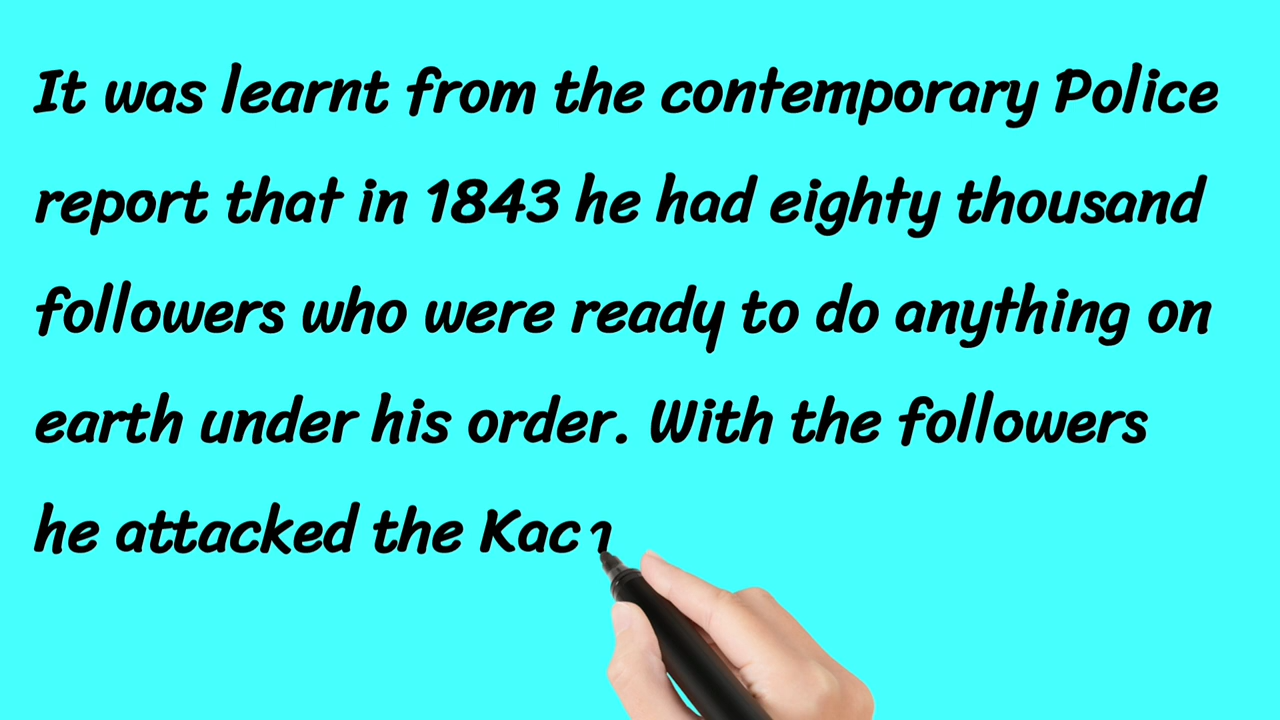 It was learnt from the contemporary Police
report that in 1843 he had eighty thousand
followers who were ready to do anything on
earth under his order. With the followers
he attacked the